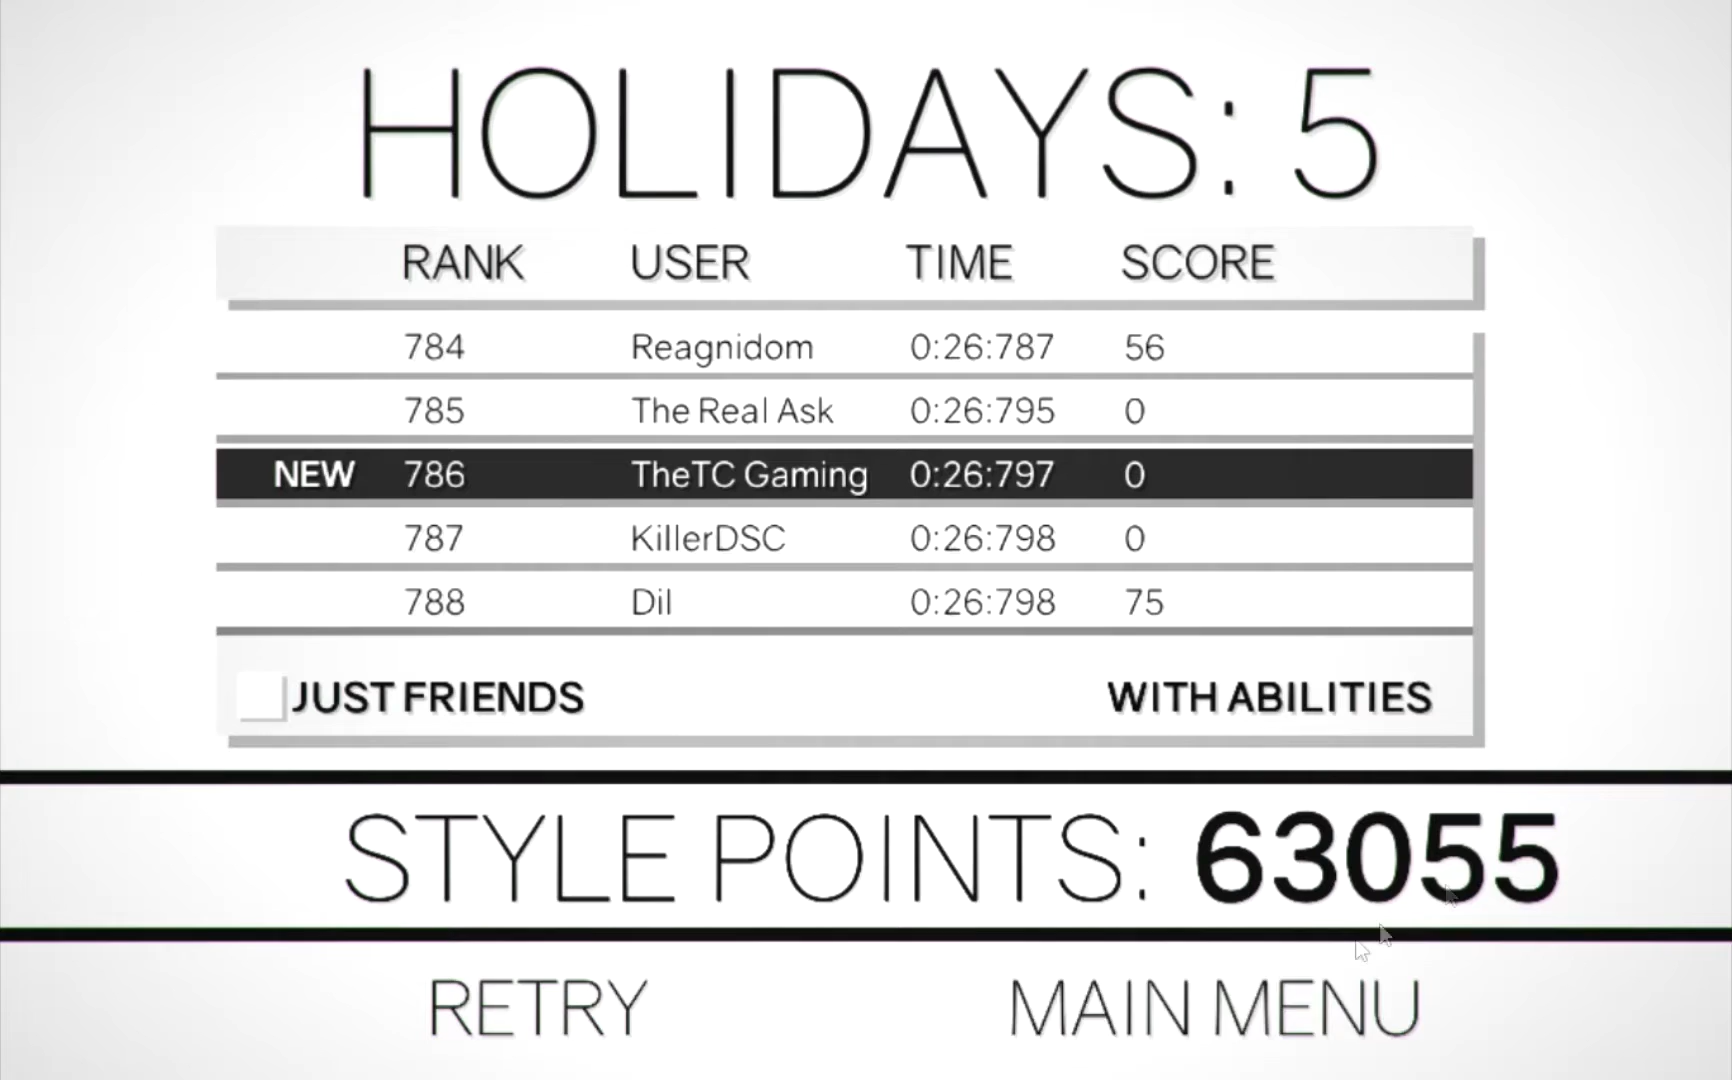 HOLIDAYS: 5
RANK USER TIME SCORE
784 Reagnidom 0:26:787 56
785 The Real Ask 0:26:795 0
NEW 786 TheTC Gaming 0:26:797 0
787 KillerDSC 0:26:798 0
788 Dil 0:26:798 75
JUST FRIENDS WITH ABILITIES
STYLE POINTS: 63055
RETRY MAIN MENU